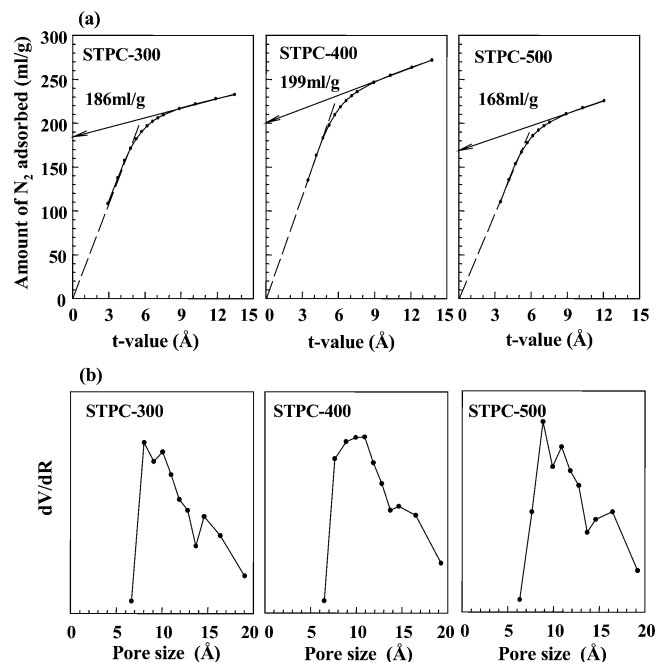 (a)
STPC-300
STPC-400
STPC-500
186ml/g
199ml/g
168ml/g
Amount of N2 adsorbed (ml/g)
300
250
200
150
100
50
0
0 3 6 9 12 15
0 3 6 9 12 15
0 3 6 9 12 15
t-value (Å)
t-value (Å)
t-value (Å)
(b)
STPC-300
STPC-400
STPC-500
dV/dR
0 5 10 15 20
0 5 10 15 20
0 5 10 15 20
Pore size (Å)
Pore size (Å)
Pore size (Å)